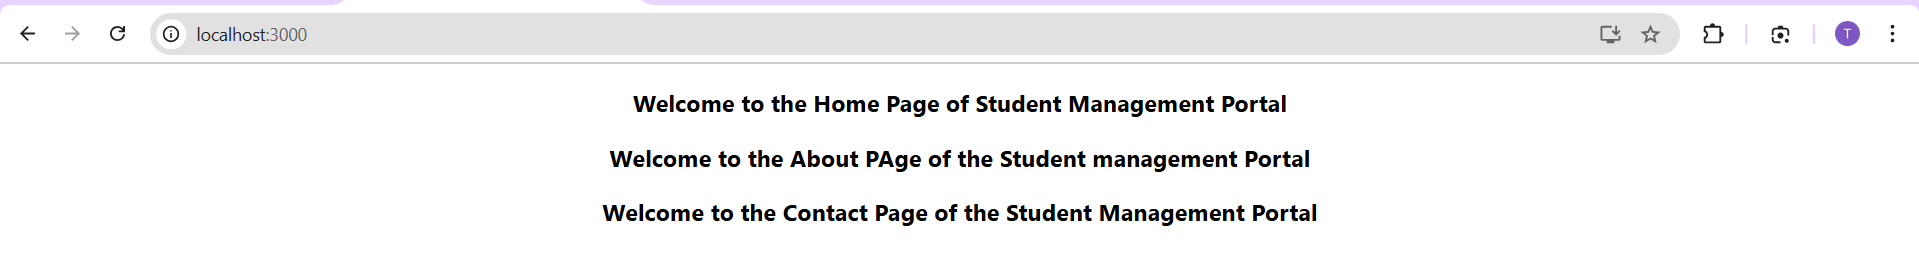 localhost:3000
T
Welcome to the Home Page of Student Management Portal
Welcome to the About PAge of the Student management Portal
Welcome to the Contact Page of the Student Management Portal